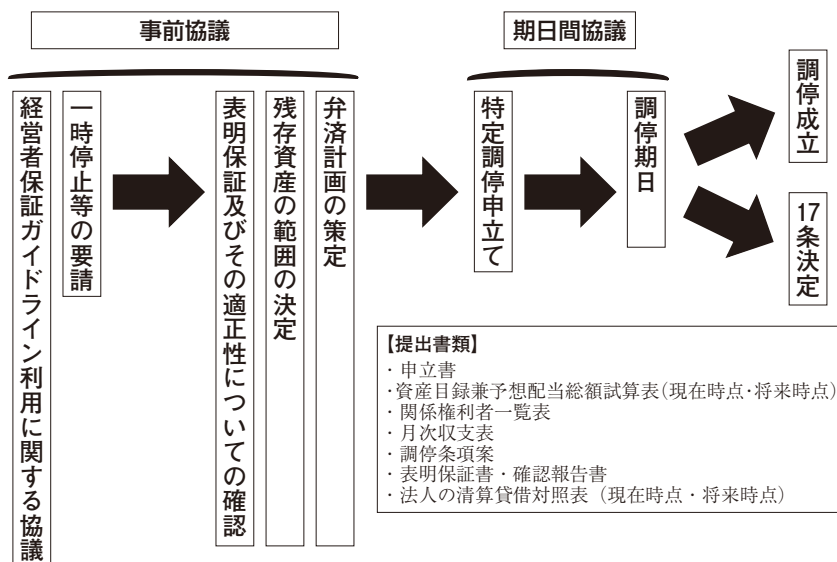 事前協議
期日間協議
経営者保証ガイドライン利用に関する協議
一時停止等の要請
表明保証及びその適正性についての確認
残存資産の範囲の決定
弁済計画の策定
特定調停申立て
調停期日
調停成立
17条決定
【提出書類】
・申立書
・資産目録兼予想配当総額試算表(現在時点・将来時点)
・関係権利者一覧表
・月次収支表
・調停条項案
・表明保証書・確認報告書
・法人の清算貸借対照表（現在時点・将来時点）